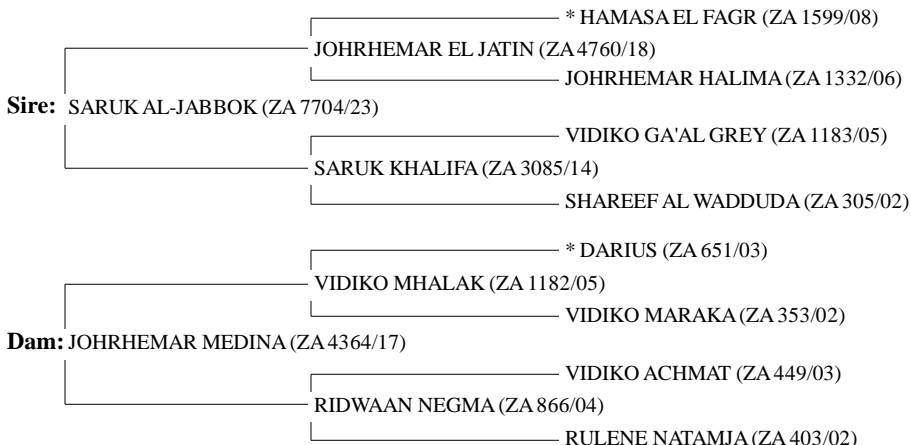 * HAMASA EL FAGR (ZA 1599/08)
JOHRHEMAR EL JATIN (ZA 4760/18)
JOHRHEMAR HALIMA (ZA 1332/06)
Sire: SARUK AL-JABBOK (ZA 7704/23)
VIDIKO GA'AL GREY (ZA 1183/05)
SARUK KHALIFA (ZA 3085/14)
SHAREEF AL WADDUDA (ZA 305/02)
* DARIUS (ZA 651/03)
VIDIKO MHALAK (ZA 1182/05)
VIDIKO MARAKA (ZA 353/02)
Dam: JOHRHEMAR MEDINA (ZA 4364/17)
VIDIKO ACHMAT (ZA 449/03)
RIDWAAN NEGMA (ZA 866/04)
RULENE NATAMJA (ZA 403/02)